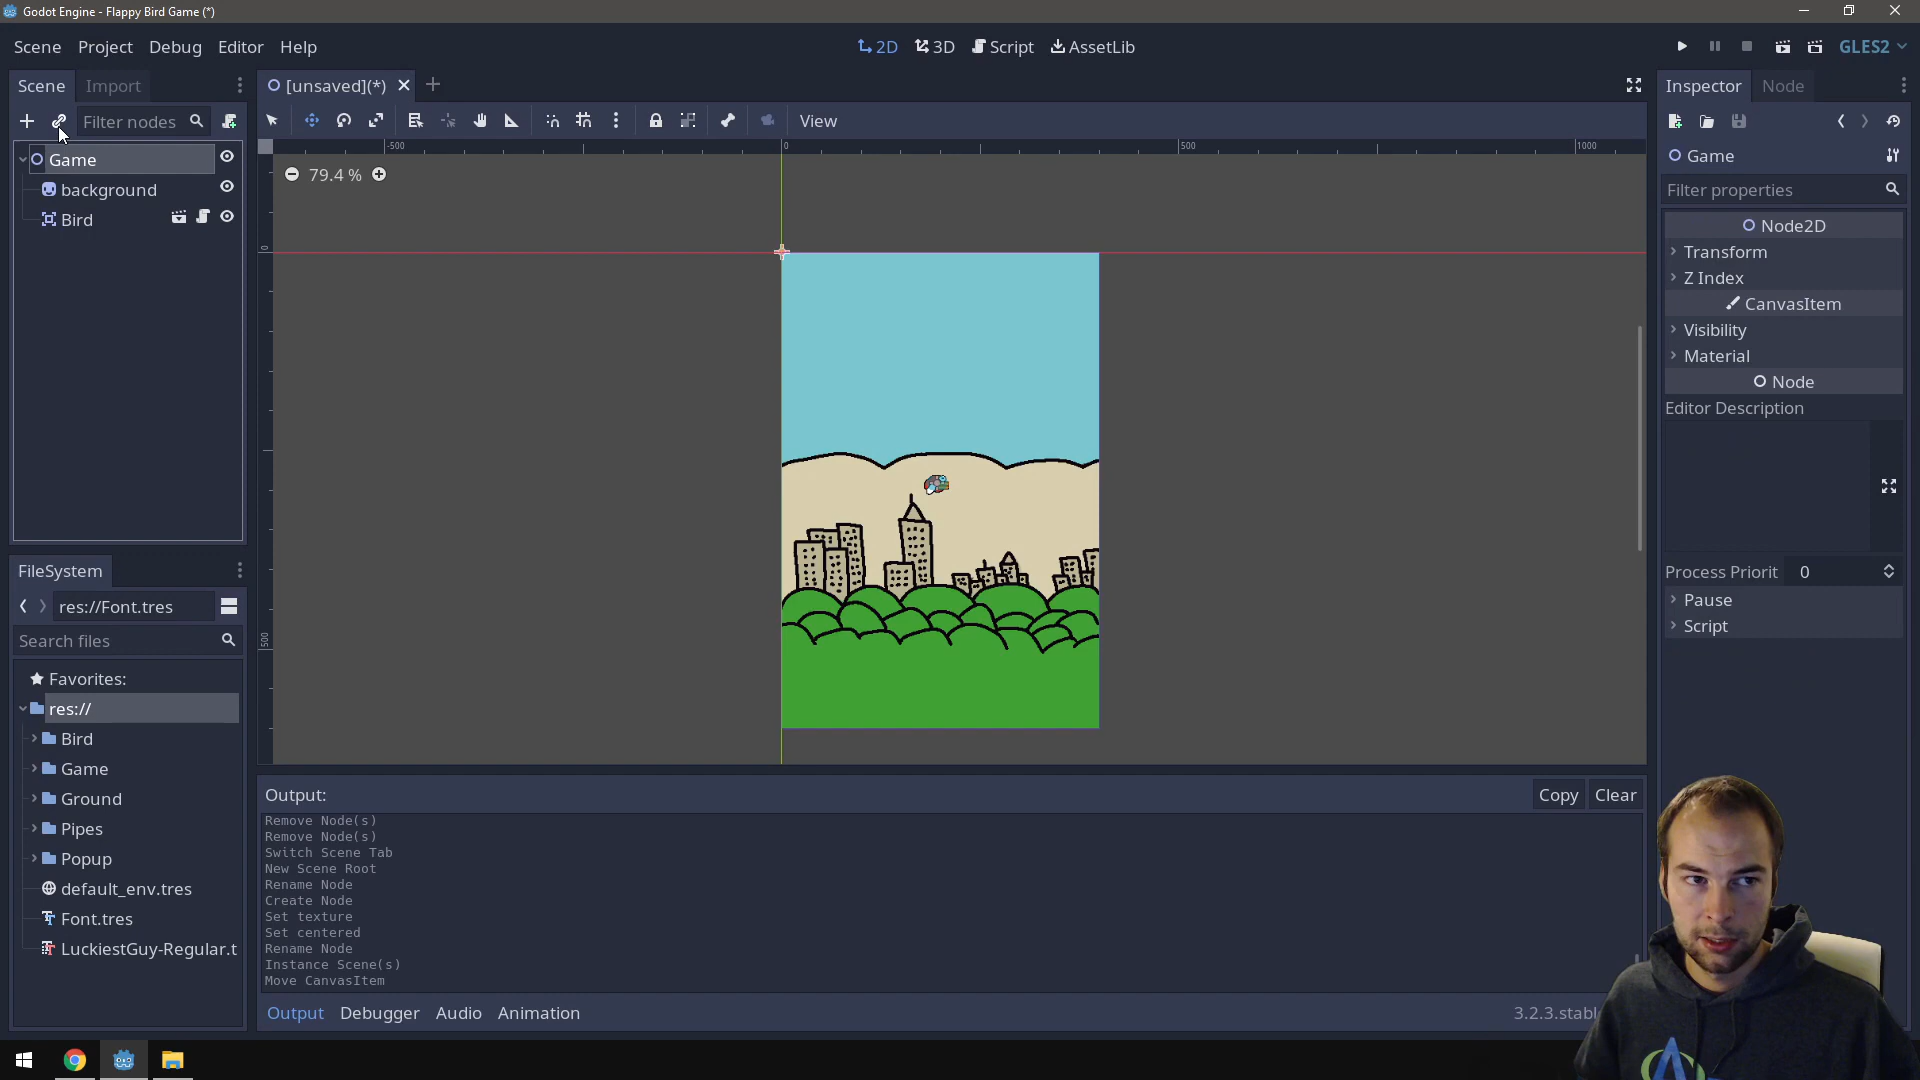 Godot Engine - Flappy Bird Game (*)
Scene Project Debug Editor Help
2D 3D Script AssetLib
GLES2
Scene Import
[unsaved](*)
Inspector Node
Filter nodes
View
Game
background
Bird
-500 0 500 1000
79.4 %
0
500
Game
Filter properties
Node2D
Transform
Z Index
CanvasItem
Visibility
Material
Node
Editor Description
Process Priorit 0
Pause
Script
FileSystem
res://Font.tres
Search files
Favorites:
res://
Bird
Game
Ground
Pipes
Popup
default_env.tres
Font.tres
LuckiestGuy-Regular.t
Output:
Copy Clear
Remove Node(s)
Remove Node(s)
Switch Scene Tab
New Scene Root
Rename Node
Create Node
Set texture
Set centered
Rename Node
Instance Scene(s)
Move CanvasItem
Output Debugger Audio Animation
3.2.3.stabl